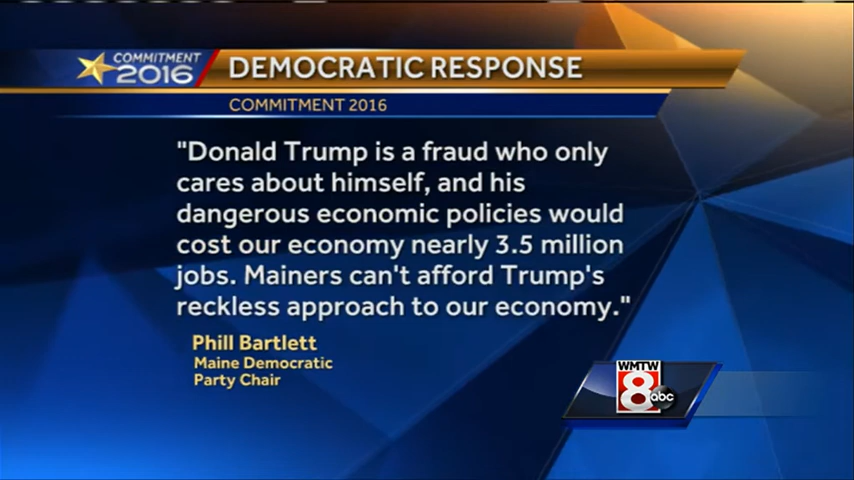 COMMITMENT
2016
DEMOCRATIC RESPONSE
COMMITMENT 2016
"Donald Trump is a fraud who only
cares about himself, and his
dangerous economic policies would
cost our economy nearly 3.5 million
jobs. Mainers can't afford Trump's
reckless approach to our economy."
Phill Bartlett
Maine Democratic
Party Chair
WMTW
8
abc